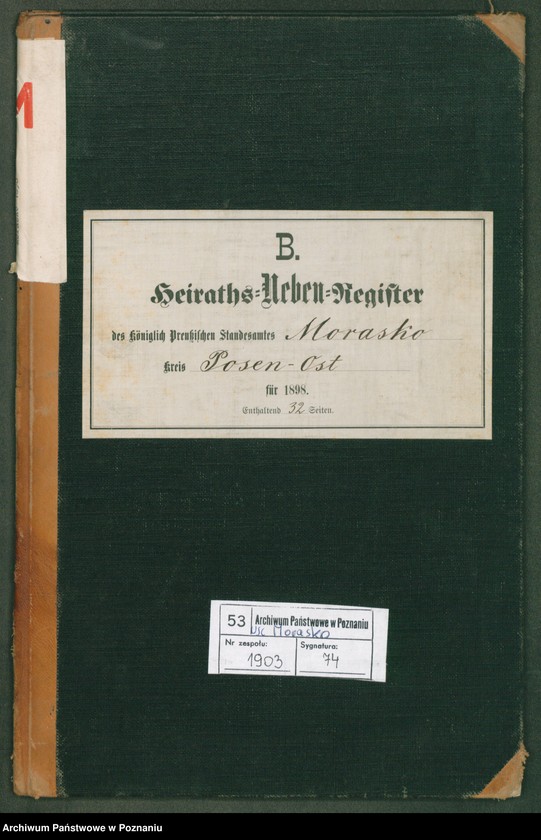 1
B.
Heiraths=Neben=Register
des Königlich Preußischen Standesamtes Morasko
Kreis Posen-Ost
für 1898.
Enthaltend 32 Seiten.
53 Archiwum Państwowe w Poznaniu
USC Morasko
Nr zespołu: Sygnatura:
1903 74
Archiwum Państwowe w Poznaniu